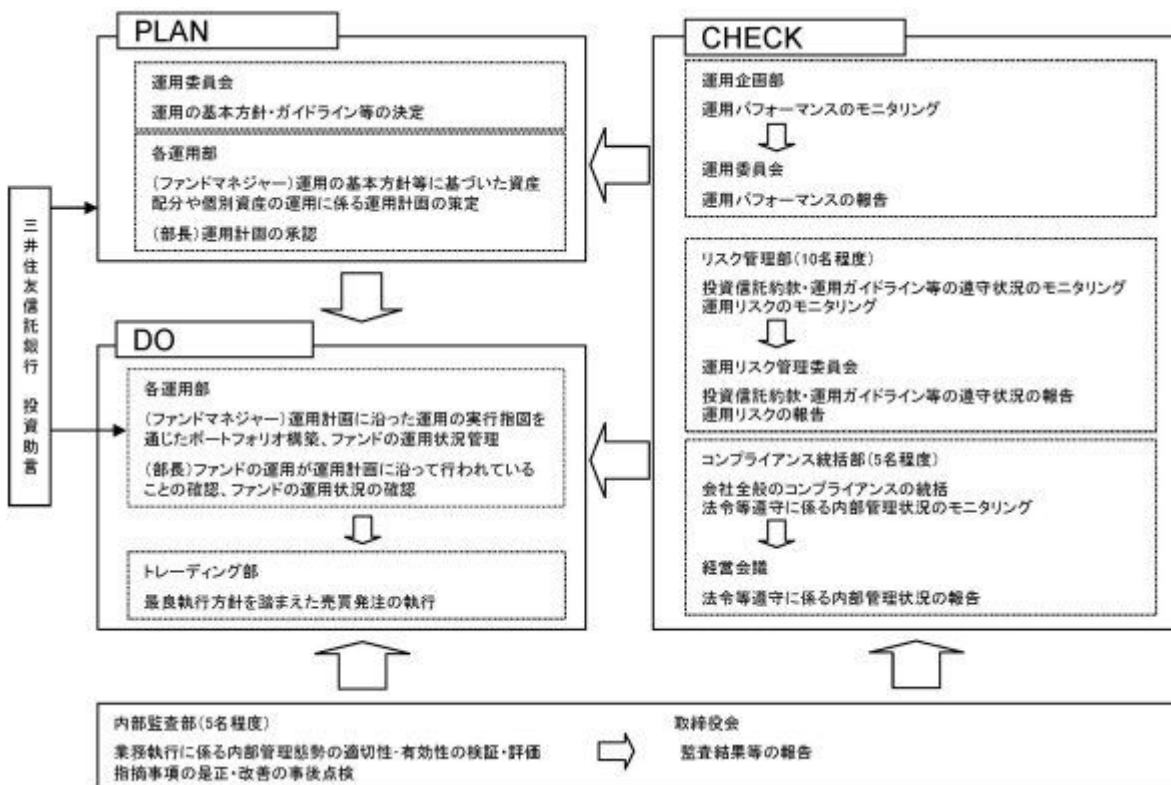 PLAN
運用委員会
運用の基本方針・ガイドライン等の決定
各運用部
(ファンドマネジャー)運用の基本方針等に基づいた資産
配分や個別資産の運用に係る運用計画の策定
(部長)運用計画の承認
三井住友信託銀行 投資助言
DO
各運用部
(ファンドマネジャー)運用計画に沿った運用の実行指図を
通じたポートフォリオ構築、ファンドの運用状況管理
(部長)ファンドの運用が運用計画に沿って行われている
ことの確認、ファンドの運用状況の確認
トレーディング部
最良執行方針を踏まえた売買発注の執行
CHECK
運用企画部
運用パフォーマンスのモニタリング
運用委員会
運用パフォーマンスの報告
リスク管理部(10名程度)
投資信託約款・運用ガイドライン等の遵守状況のモニタリング
運用リスクのモニタリング
運用リスク管理委員会
投資信託約款・運用ガイドライン等の遵守状況の報告
運用リスクの報告
コンプライアンス統括部(5名程度)
会社全般のコンプライアンスの統括
法令等遵守に係る内部管理状況のモニタリング
経営会議
法令等遵守に係る内部管理状況の報告
内部監査部(5名程度)
業務執行に係る内部管理態勢の適切性・有効性の検証・評価
指摘事項の是正・改善の事後点検
取締役会
監査結果等の報告